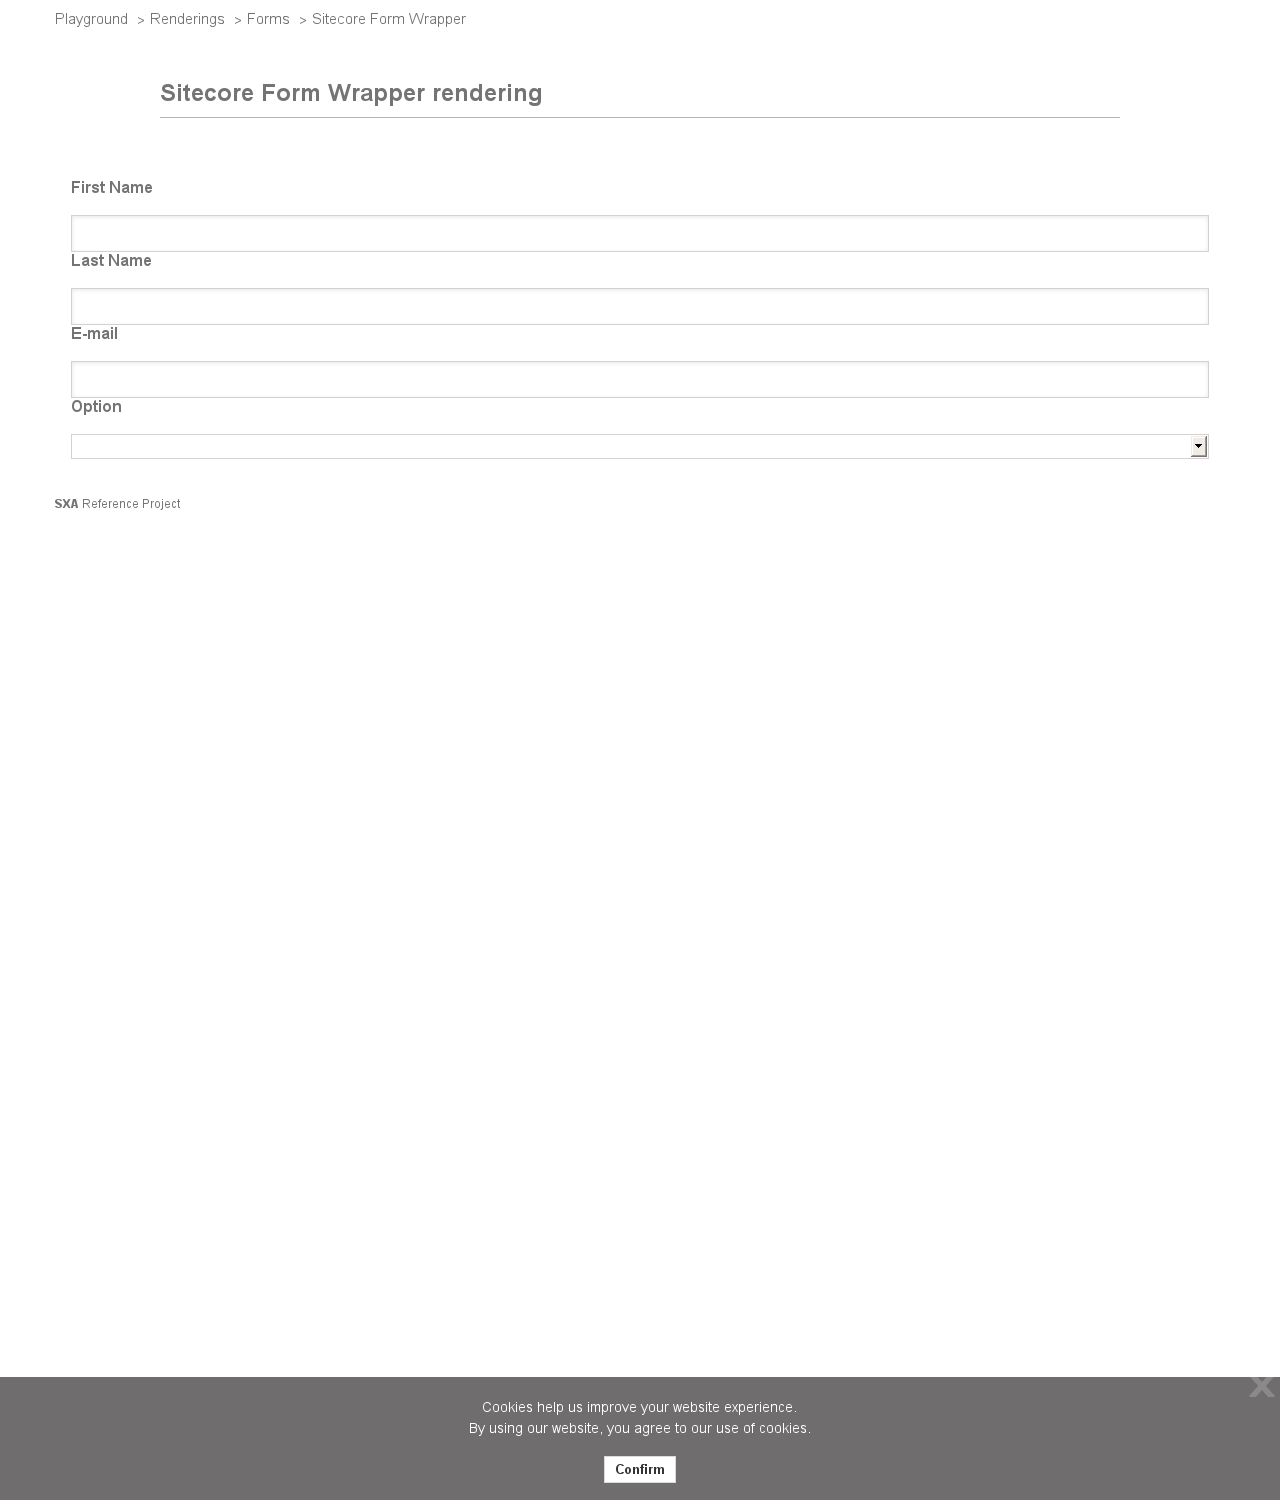 Playground > Renderings > Forms > Sitecore Form Wrapper
Sitecore Form Wrapper rendering
First Name
Last Name
E-mail
Option
SXA Reference Project
X
Cookies help us improve your website experience.
By using our website, you agree to our use of cookies.
Confirm